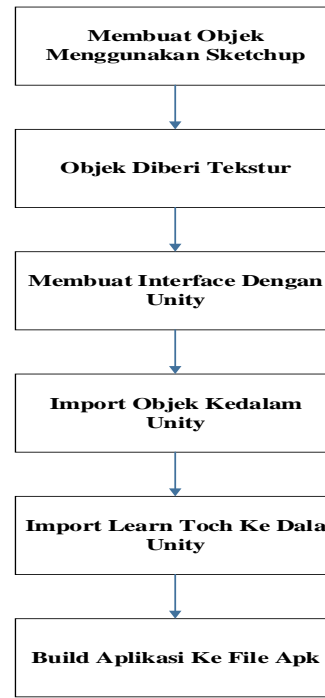 Membuat Objek
Menggunakan Sketchup
Objek Diberi Tekstur
Membuat Interface Dengan
Unity
Import Objek Kedalam
Unity
Import Learn Toch Ke Dala
Unity
Build Aplikasi Ke File Apk